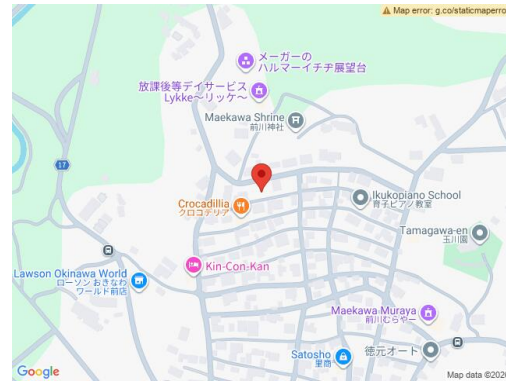 Map error: g.co/staticmaperro
メーガーの
ハルマーイチヂ展望台
放課後等デイサービス
Lykke〜リッケ〜
Maekawa Shrine
前川神社
17
Crocadillia
クロコデリア
Ikukopiano School
育子ピアノ教室
Tamagawa-en
玉川園
Kin-Con-Kan
Lawson Okinawa World
ローソン おきなわ
ワールド前店
Maekawa Muraya
前川むらやー
Satosho
里商
徳元オート
Google
Map data ©2026